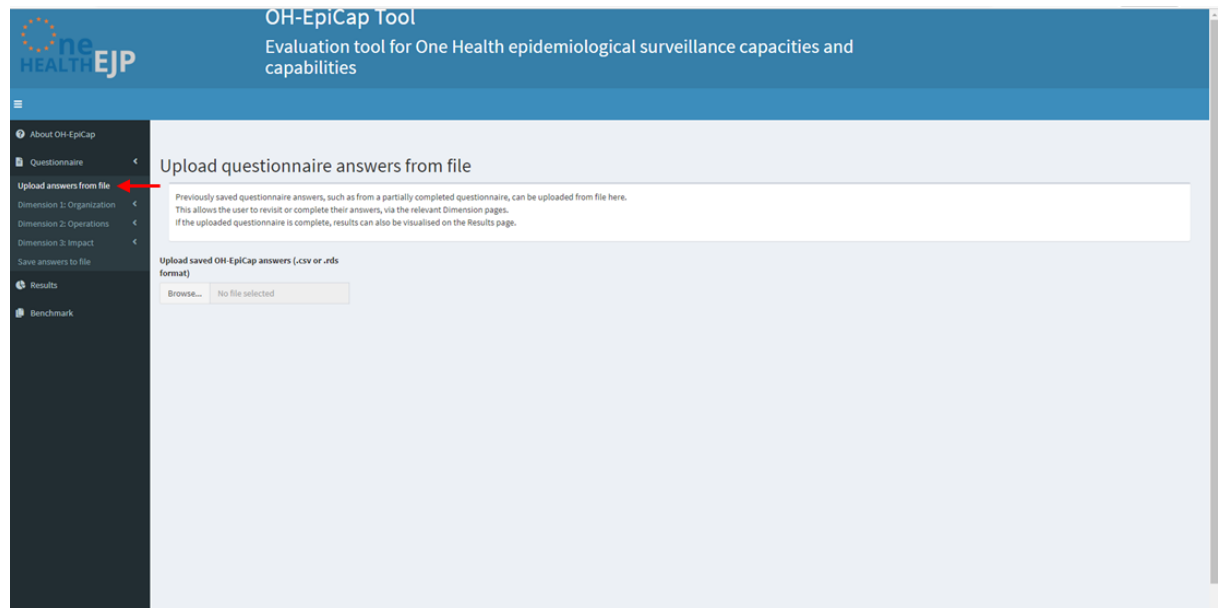 OH-EpiCap Tool
Evaluation tool for One Health epidemiological surveillance capacities and
capabilities
One
HEALTH EJP
About OH-EpiCap
Questionnaire
Upload answers from file
Dimension 1: Organization
Dimension 2: Operations
Dimension 3: Impact
Save answers to file
Results
Benchmark
Upload questionnaire answers from file
Previously saved questionnaire answers, such as from a partially completed questionnaire, can be uploaded from file here.
This allows the user to revisit or complete their answers, via the relevant Dimension pages.
If the uploaded questionnaire is complete, results can also be visualised on the Results page.
Upload saved OH-EpiCap answers (.csv or .rds
format)
Browse... No file selected